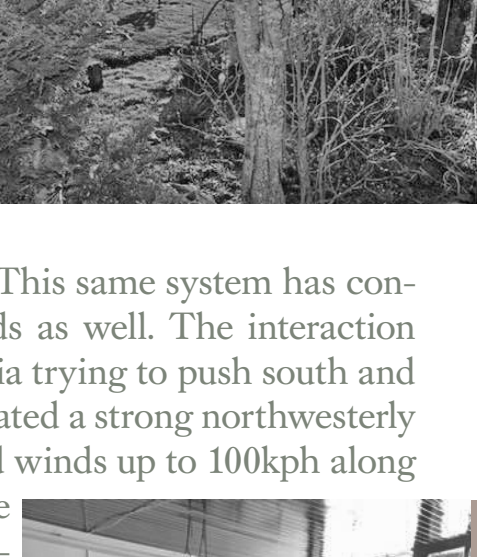 This same system has con-
ds as well. The interaction
ia trying to push south and
ated a strong northwesterly
d winds up to 100kph along
e